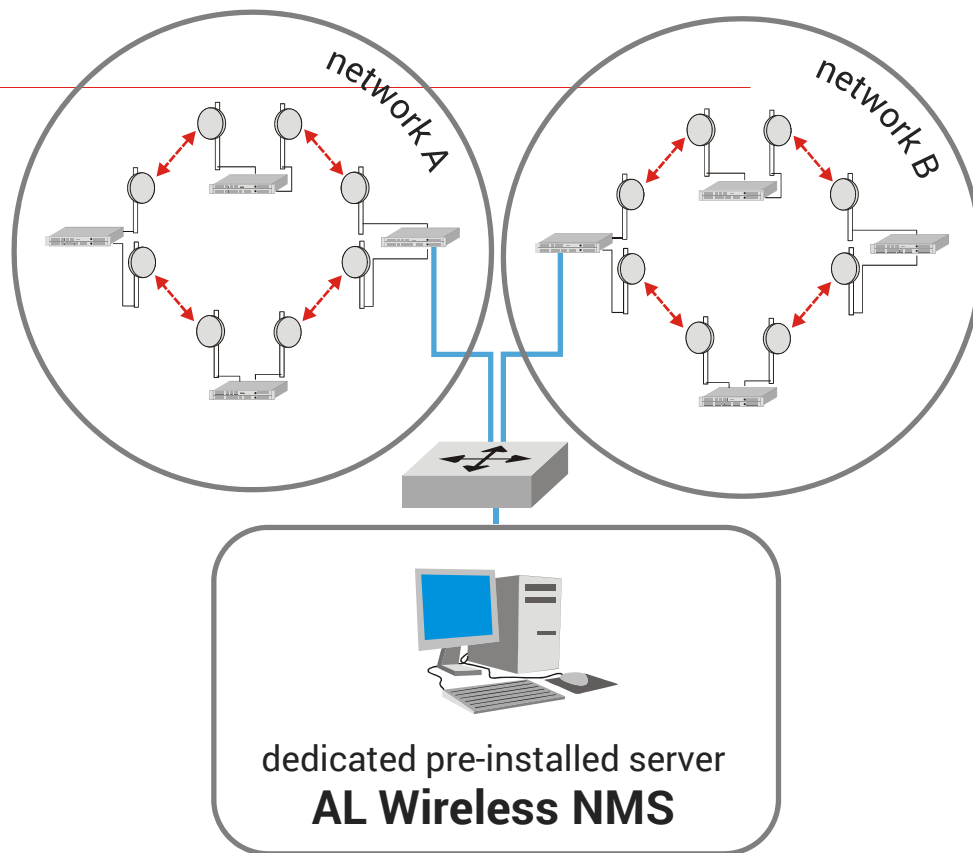 network A
network B
dedicated pre-installed server
AL Wireless NMS